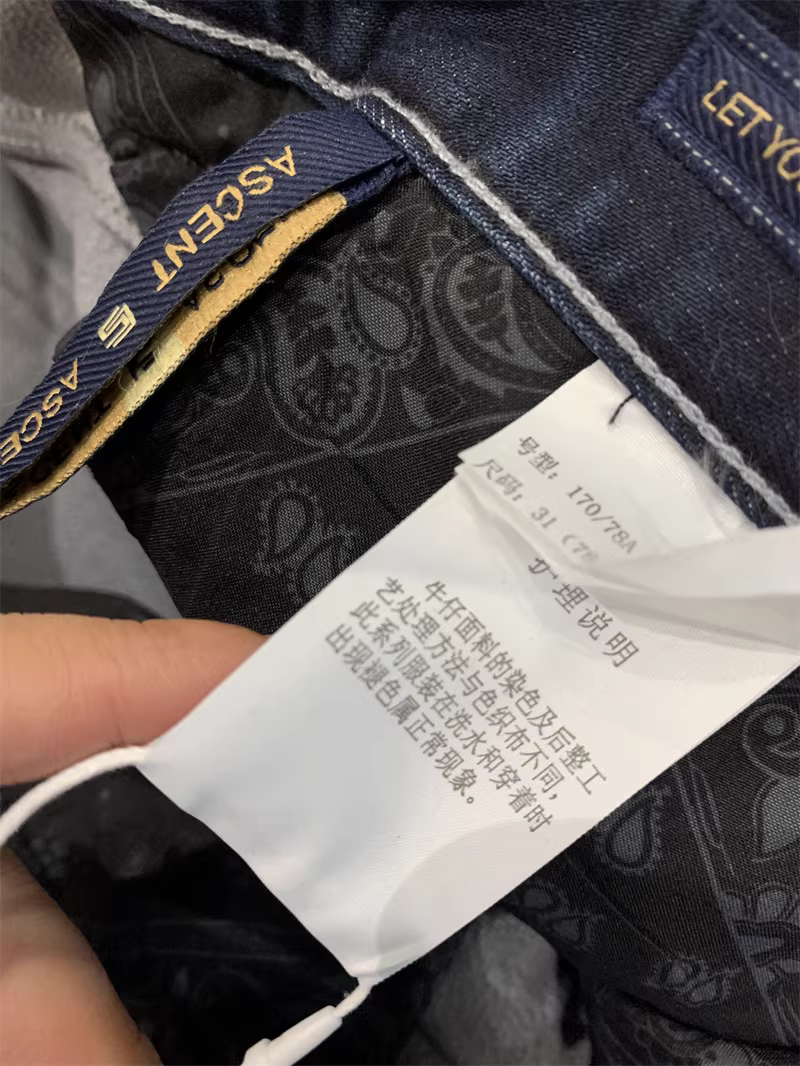 LET YO
ASCENT
ASCE
号型：170/78A
尺码：31 (78
护理说明
牛仔面料的染色及后整工
艺处理方法与色织布不同，
此系列服装在洗水和穿着时
出现褪色属正常现象。